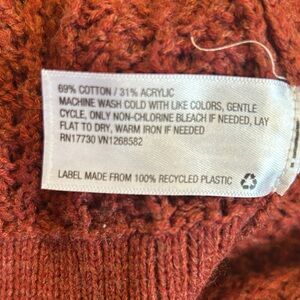 69% COTTON / 31% ACRYLIC
MACHINE WASH COLD WITH LIKE COLORS, GENTLE
CYCLE, ONLY NON-CHLORINE BLEACH IF NEEDED, LAY
FLAT TO DRY, WARM IRON IF NEEDED
RN17730 VN1268582
LABEL MADE FROM 100% RECYCLED PLASTIC